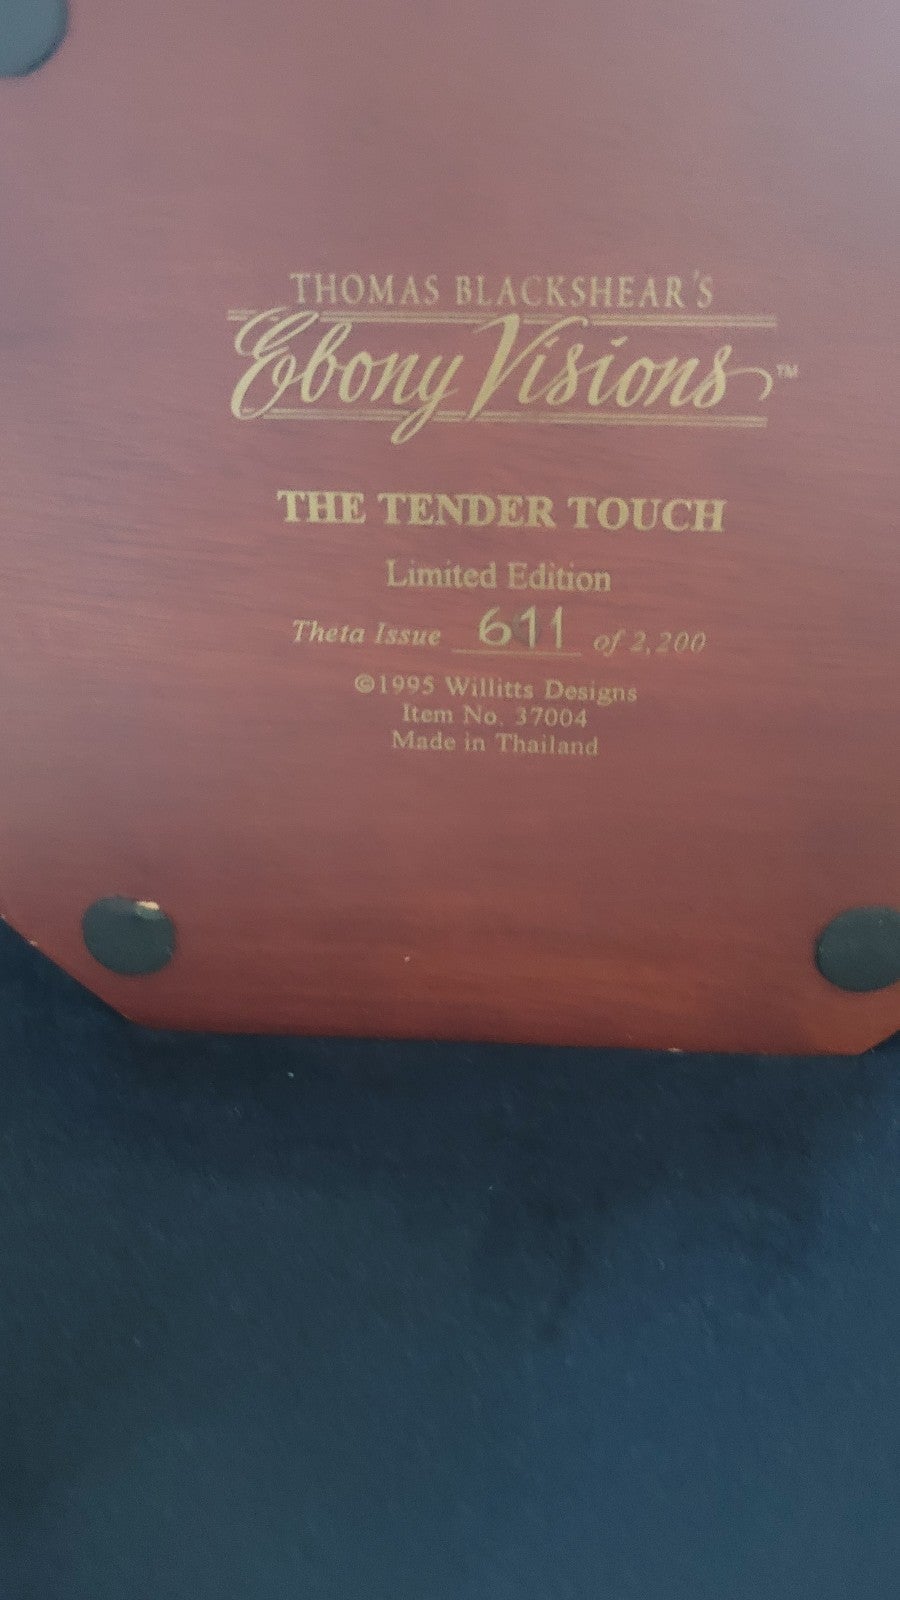 THOMAS BLACKSHEAR'S
Ebony Visions™
THE TENDER TOUCH
Limited Edition
Theta Issue 611 of 2,200
©1995 Willitts Designs
Item No. 37004
Made in Thailand